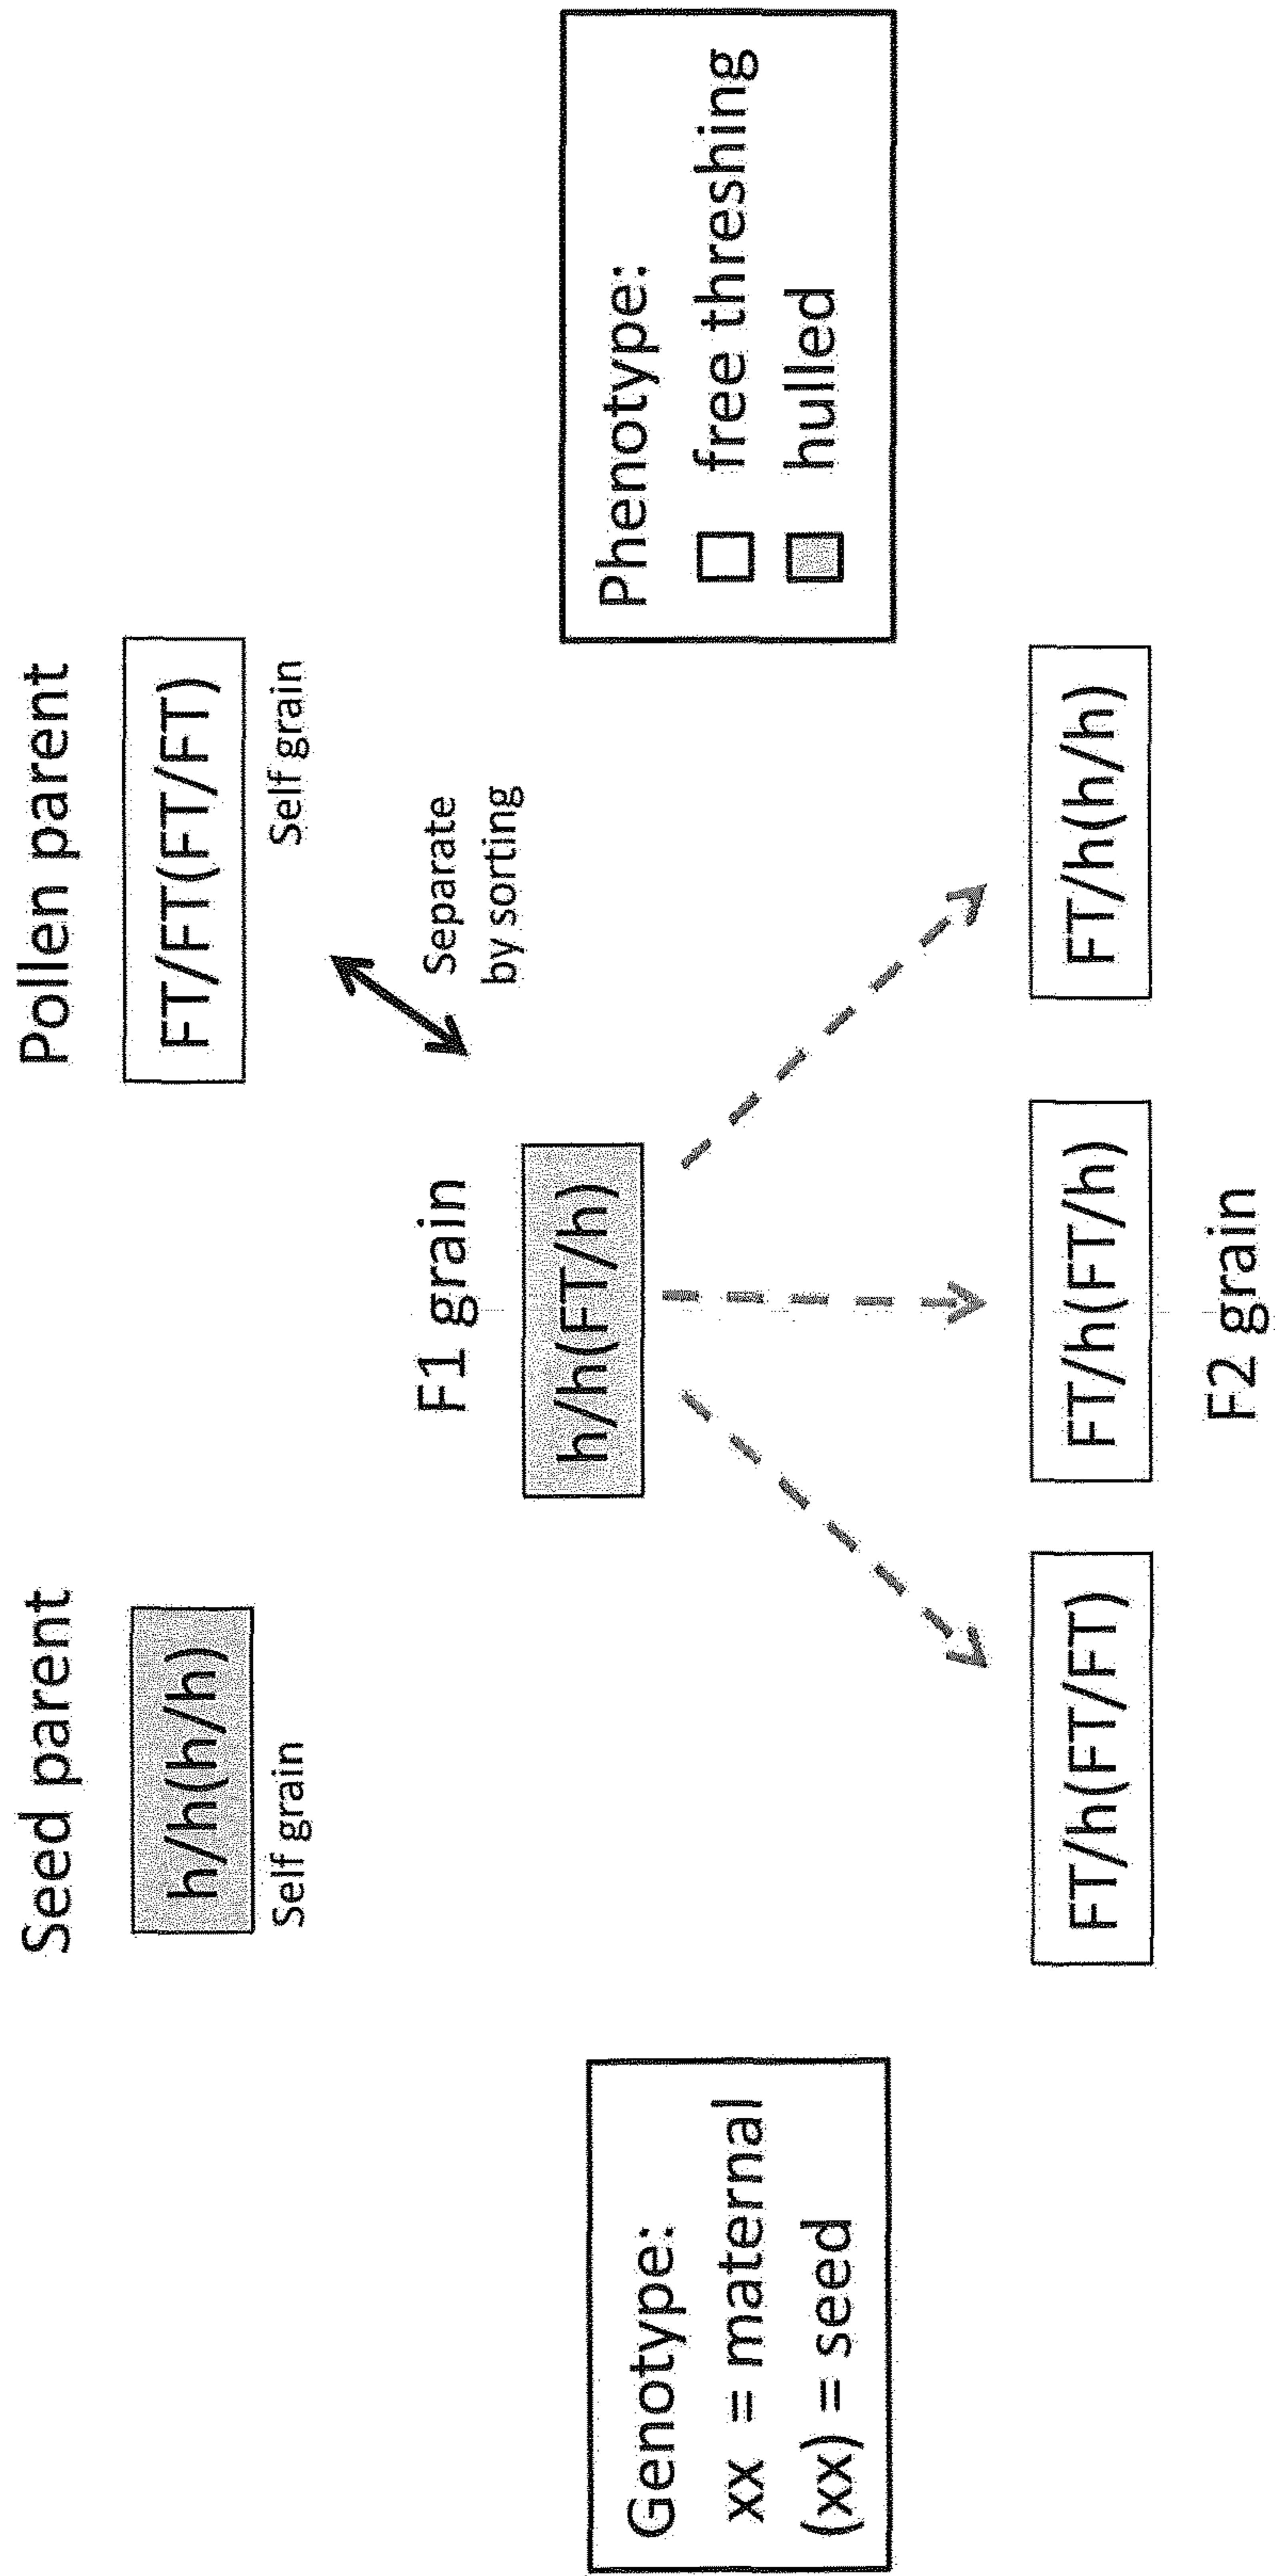 Seed parent
Pollen parent
h/h(h/h)
FT/FT(FT/FT)
Self grain
Self grain
F1 grain
Separate
by sorting
h/h(FT/h)
Genotype:
xx = maternal
(xx) = seed
Phenotype:
free threshing
hulled
FT/h(FT/FT)
FT/h(FT/h)
FT/h(h/h)
F2 grain